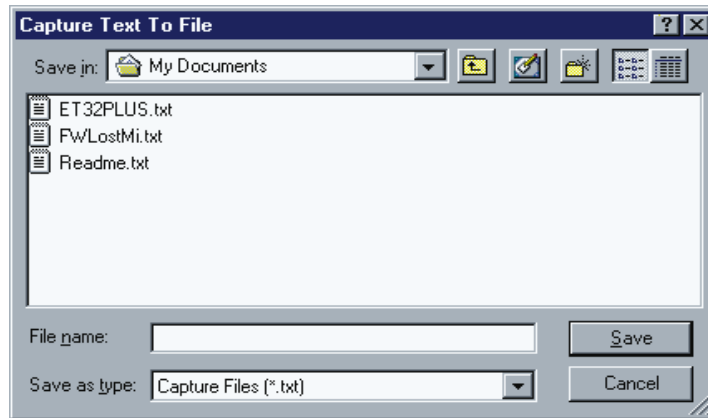 Capture Text To File
Save in: My Documents
ET32PLUS.txt
FWLostMi.txt
Readme.txt
File name:
Save
Save as type: Capture Files (*.txt)
Cancel